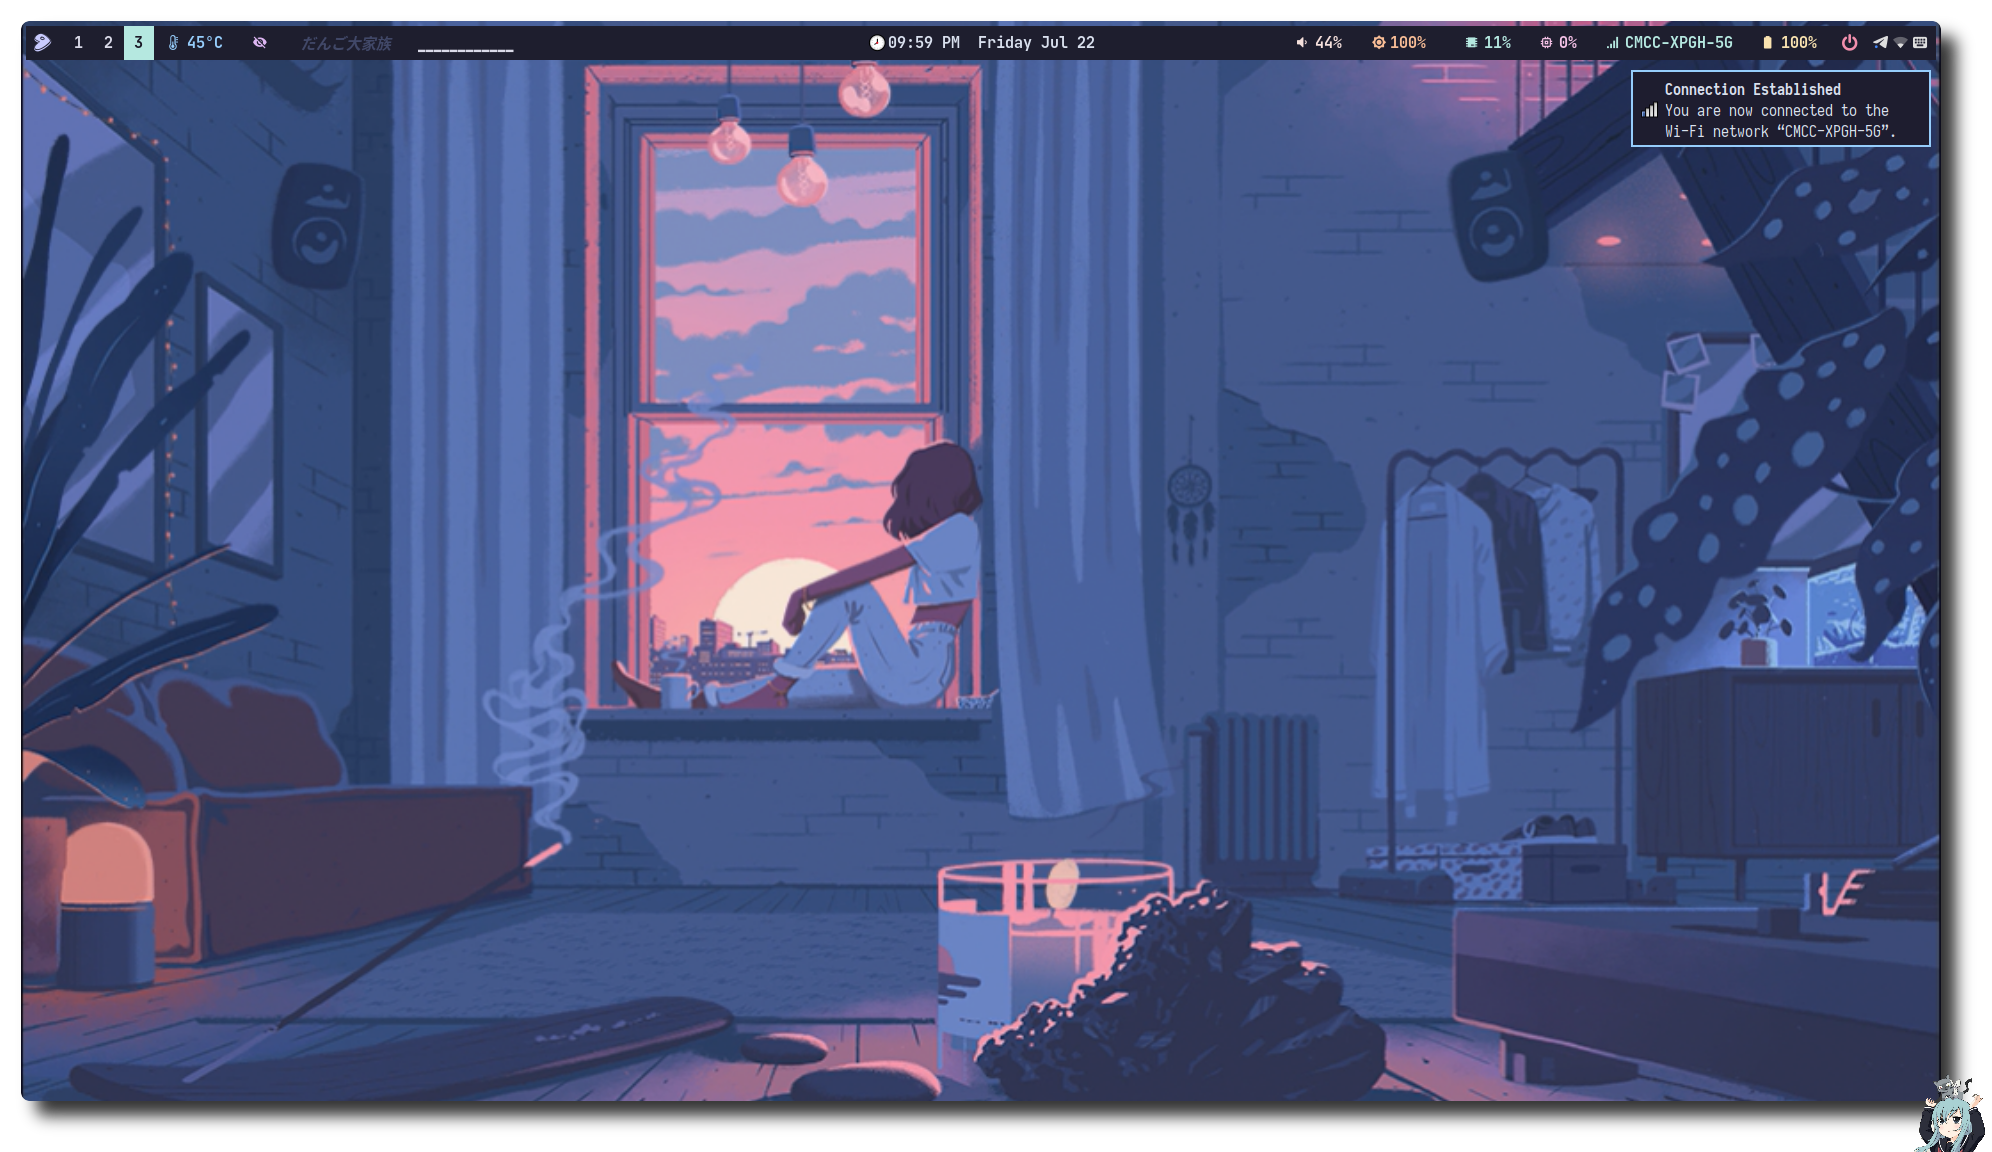 1 2 3 45°C だんご大家族 09:59 PM Friday Jul 22 44% 100% 11% 0% CMCC-XPGH-5G 100%
Connection Established
You are now connected to the
Wi-Fi network “CMCC-XPGH-5G”.